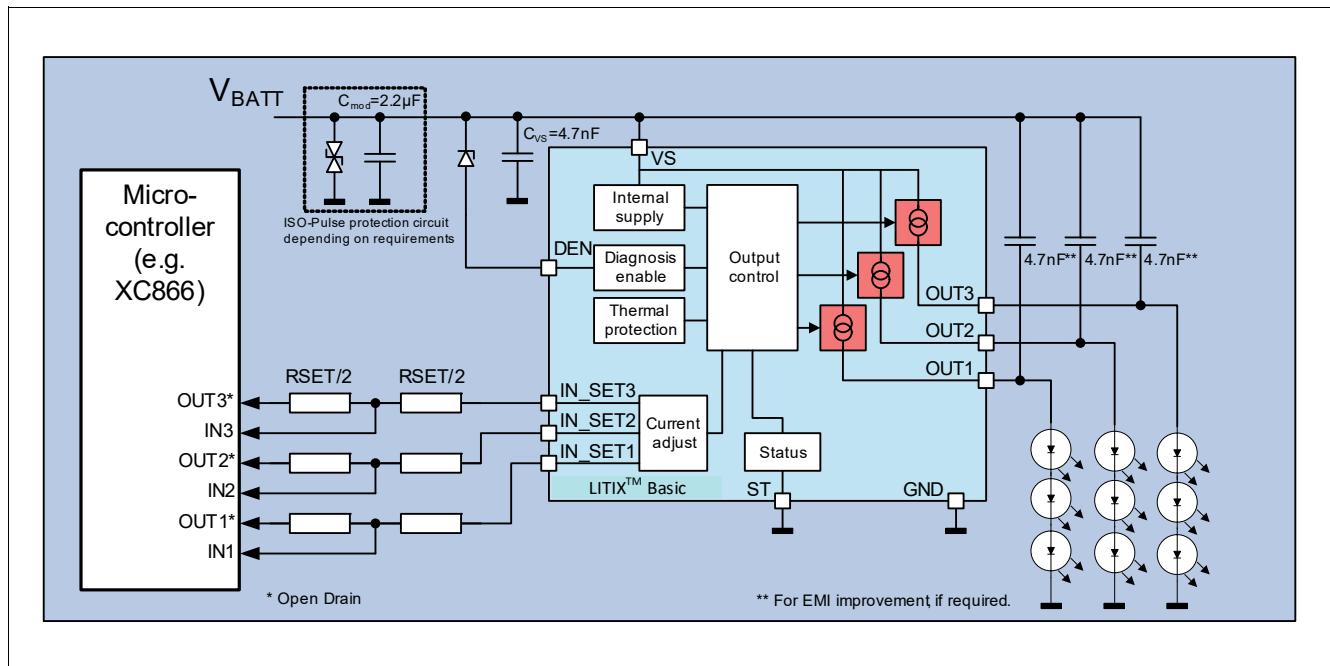 VBATT
Cmod=2.2µF
CVS=4.7nF
ISO-Pulse protection circuit
depending on requirements
Micro-
controller
(e.g.
XC866)
VS
Internal
supply
DEN
Diagnosis
enable
Thermal
protection
Output
control
4.7nF** 4.7nF** 4.7nF**
OUT3
OUT2
OUT1
RSET/2 RSET/2
OUT3*
IN3
OUT2*
IN2
OUT1*
IN1
IN_SET3
IN_SET2
IN_SET1
Current
adjust
Status
LITIX™ Basic
ST
GND
* Open Drain
** For EMI improvement, if required.